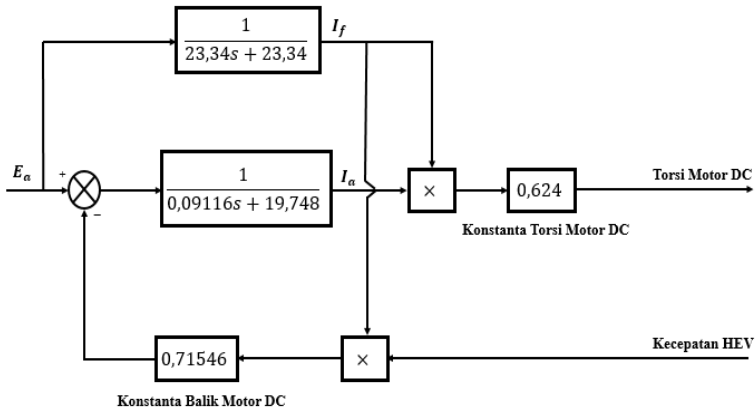 1
23,34s + 23,34
I_f
E_a
+
−
1
0,09116s + 19,748
I_a
×
0,624
Torsi Motor DC
Konstanta Torsi Motor DC
0,71546
×
Kecepatan HEV
Konstanta Balik Motor DC